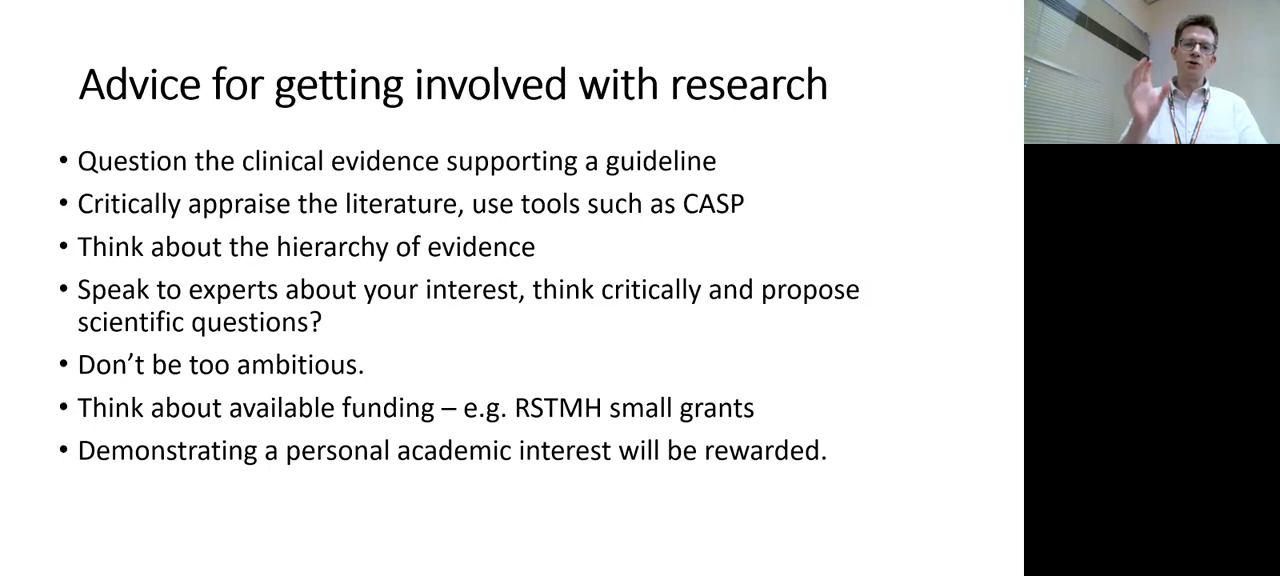 Advice for getting involved with research
• Question the clinical evidence supporting a guideline
• Critically appraise the literature, use tools such as CASP
• Think about the hierarchy of evidence
• Speak to experts about your interest, think critically and propose
scientific questions?
• Don’t be too ambitious.
• Think about available funding – e.g. RSTMH small grants
• Demonstrating a personal academic interest will be rewarded.